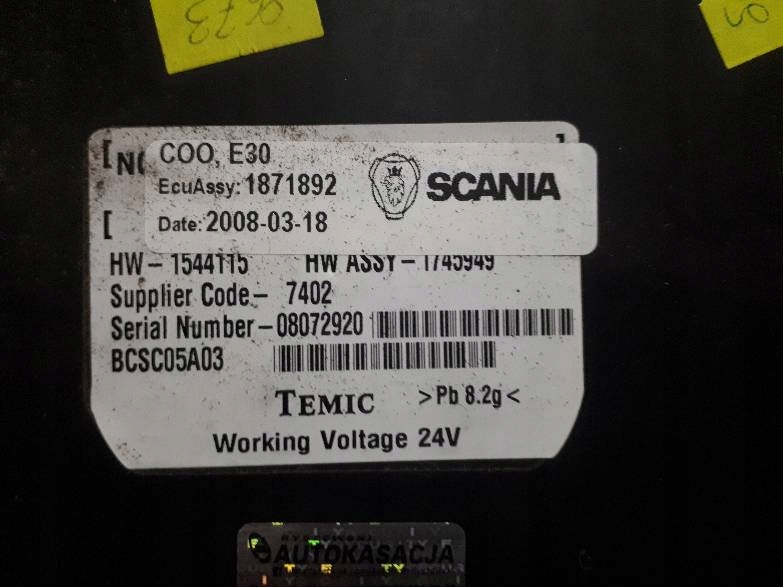 9673
[N
COO, E30
EcuAssy: 1871892
SCANIA
[
Date: 2008-03-18
HW - 1544115 HW ASSY - 1745949
Supplier Code - 7402
Serial Number - 08072920
BCSC05A03
TEMIC >Pb 8.2g<
Working Voltage 24V
AUTOKASACJA